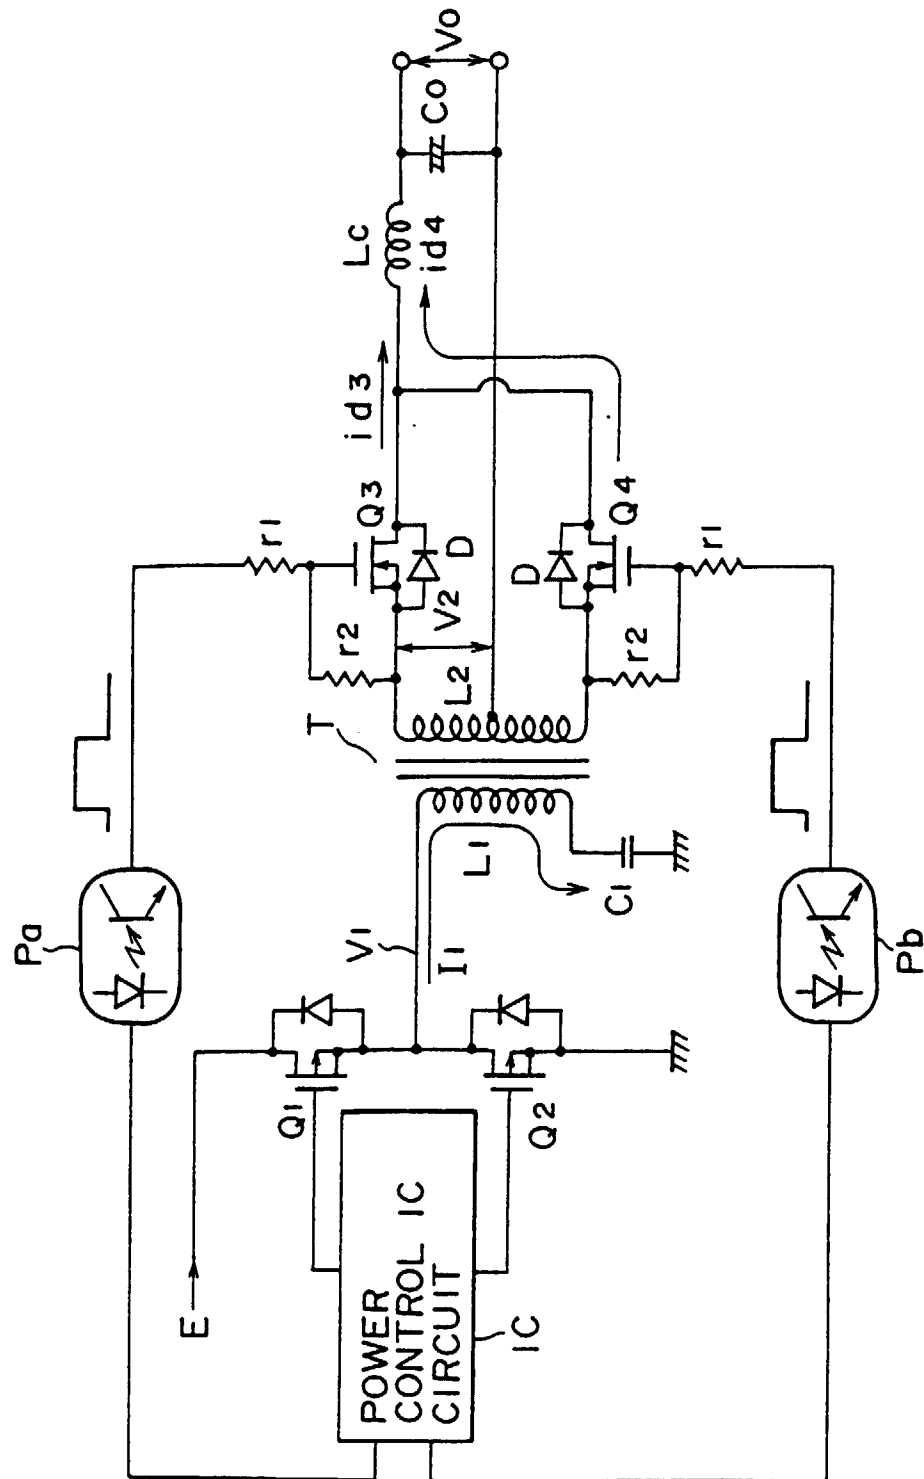 Pa
E
Q1
POWER
CONTROL IC
CIRCUIT
IC
Q2
V1
I1
L1
C1
T
L2
V2
r2
r1
Q3
D
id3
Lc
id4
Co
Vo
D
Q4
r2
r1
Pb